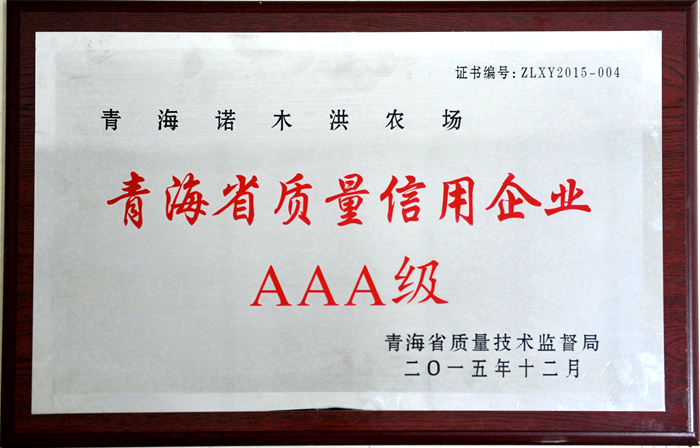 证书编号:ZLXY2015-004
青海诺木洪农场
青海省质量信用企业
AAA级
青海省质量技术监督局
二〇一五年十二月